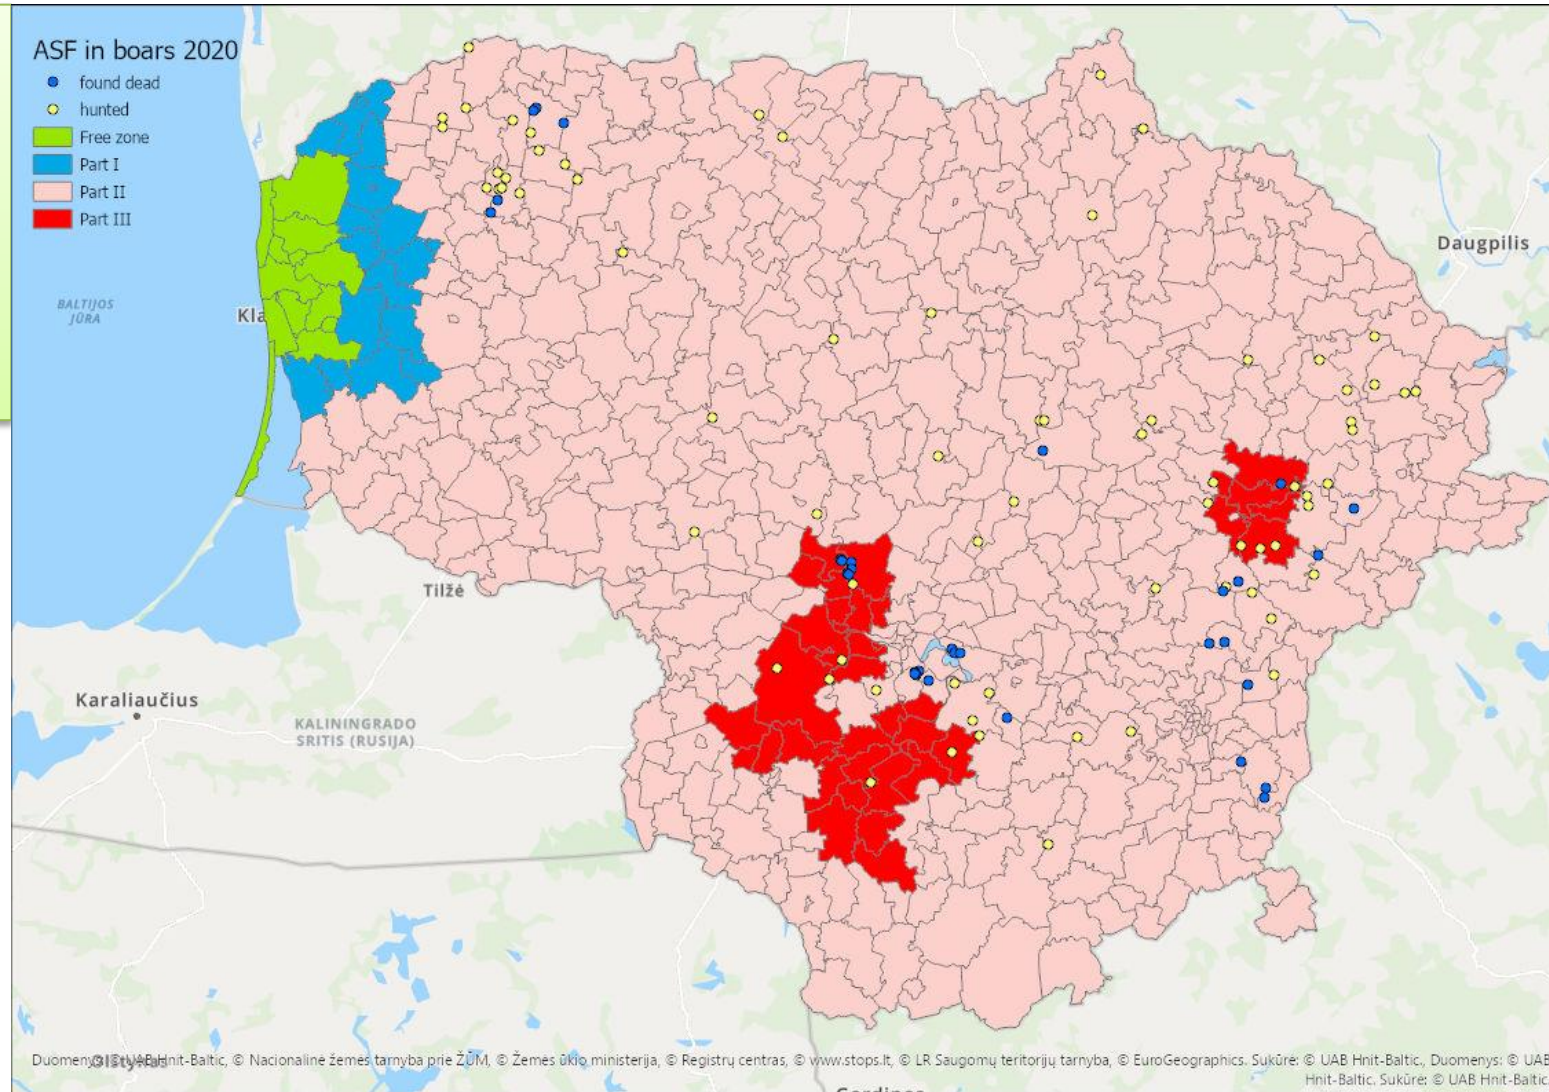 ASF in boars 2020
found dead
hunted
Free zone
Part I
Part II
Part III
Daugpilis
BALTIJOS
JŪRA
Kla
Tilžė
Karaliaučius
KALININGRADO
SRITIS (RUSIJA)
© Nacionalinė žemės tarnyba prie ŽŪM, © Žemės ūkio ministerija, © Registrų centras, © www.stops.lt, © LR Saugomų teritorijų tarnyba, © EuroGeographics. Sukūrė: © UAB Hnit-Baltic., Duomenys: © UAB
Hnit-Baltic. Sukūrė: © UAB Hnit-Baltic